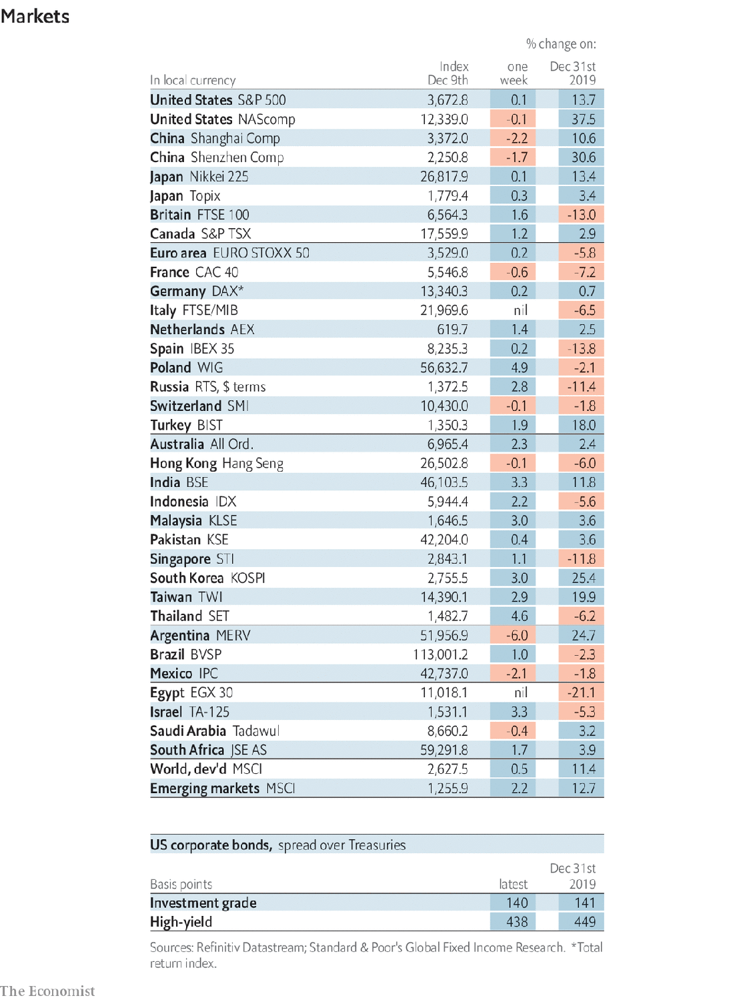 Markets
% change on:
Index one Dec 31st
In local currency Dec 9th week 2019
United States S&P 500 3,672.8 0.1 13.7
United States NAScomp 12,339.0 -0.1 37.5
China Shanghai Comp 3,372.0 -2.2 10.6
China Shenzhen Comp 2,250.8 -1.7 30.6
Japan Nikkei 225 26,817.9 0.1 13.4
Japan Topix 1,779.4 0.3 3.4
Britain FTSE 100 6,564.3 1.6 -13.0
Canada S&P TSX 17,559.9 1.2 2.9
Euro area EURO STOXX 50 3,529.0 0.2 -5.8
France CAC 40 5,546.8 -0.6 -7.2
Germany DAX* 13,340.3 0.2 0.7
Italy FTSE/MIB 21,969.6 nil -6.5
Netherlands AEX 619.7 1.4 2.5
Spain IBEX 35 8,235.3 0.2 -13.8
Poland WIG 56,632.7 4.9 -2.1
Russia RTS, $ terms 1,372.5 2.8 -11.4
Switzerland SMI 10,430.0 -0.1 -1.8
Turkey BIST 1,350.3 1.9 18.0
Australia All Ord. 6,965.4 2.3 2.4
Hong Kong Hang Seng 26,502.8 -0.1 -6.0
India BSE 46,103.5 3.3 11.8
Indonesia IDX 5,944.4 2.2 -5.6
Malaysia KLSE 1,646.5 3.0 3.6
Pakistan KSE 42,204.0 0.4 3.6
Singapore STI 2,843.1 1.1 -11.8
South Korea KOSPI 2,755.5 3.0 25.4
Taiwan TWI 14,390.1 2.9 19.9
Thailand SET 1,482.7 4.6 -6.2
Argentina MERV 51,956.9 -6.0 24.7
Brazil BVSP 113,001.2 1.0 -2.3
Mexico IPC 42,737.0 -2.1 -1.8
Egypt EGX 30 11,018.1 nil -21.1
Israel TA-125 1,531.1 3.3 -5.3
Saudi Arabia Tadawul 8,660.2 -0.4 3.2
South Africa JSE AS 59,291.8 1.7 3.9
World, dev'd MSCI 2,627.5 0.5 11.4
Emerging markets MSCI 1,255.9 2.2 12.7
US corporate bonds, spread over Treasuries
Dec 31st
Basis points latest 2019
Investment grade 140 141
High-yield 438 449
Sources: Refinitiv Datastream; Standard & Poor's Global Fixed Income Research. *Total
return index.
The Economist